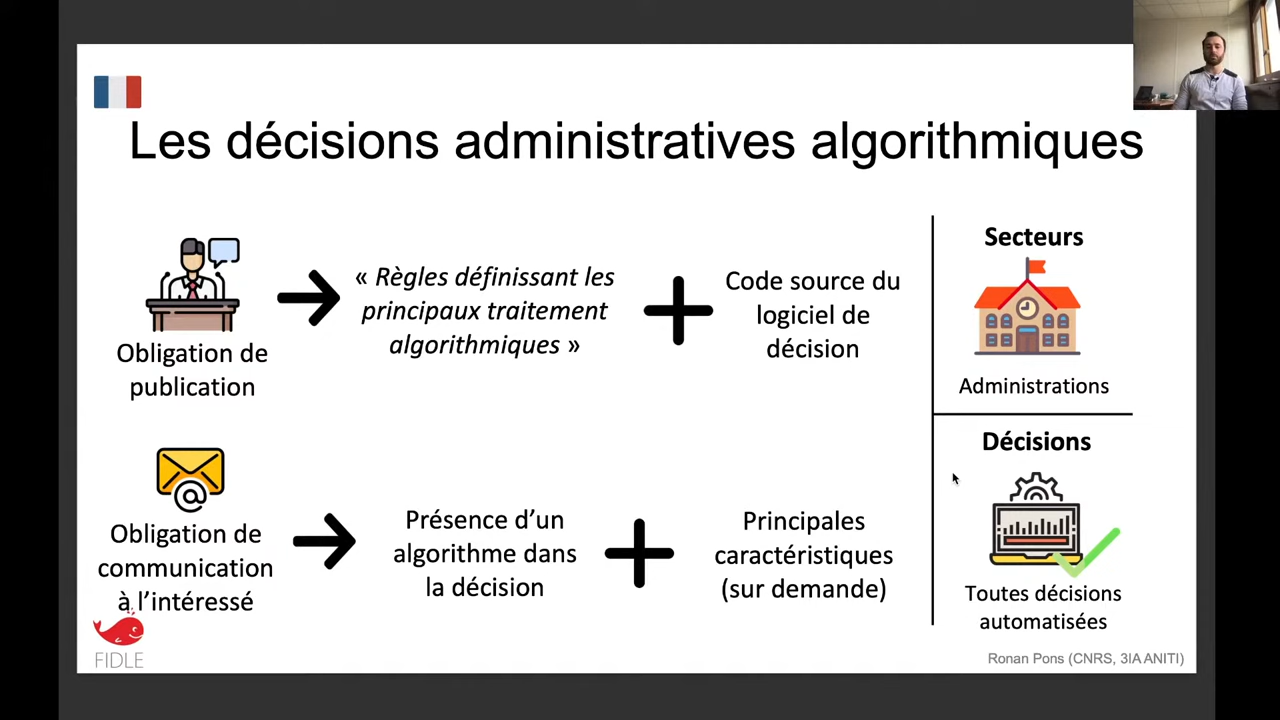 Les décisions administratives algorithmiques
Obligation de
publication
« Règles définissant les
principaux traitement
algorithmiques »
Code source du
logiciel de
décision
Secteurs
Administrations
Obligation de
communication
à l’intéressé
Présence d’un
algorithme dans
la décision
Principales
caractéristiques
(sur demande)
Décisions
Toutes décisions
automatisées
FIDLE
Ronan Pons (CNRS, 3IA ANITI)